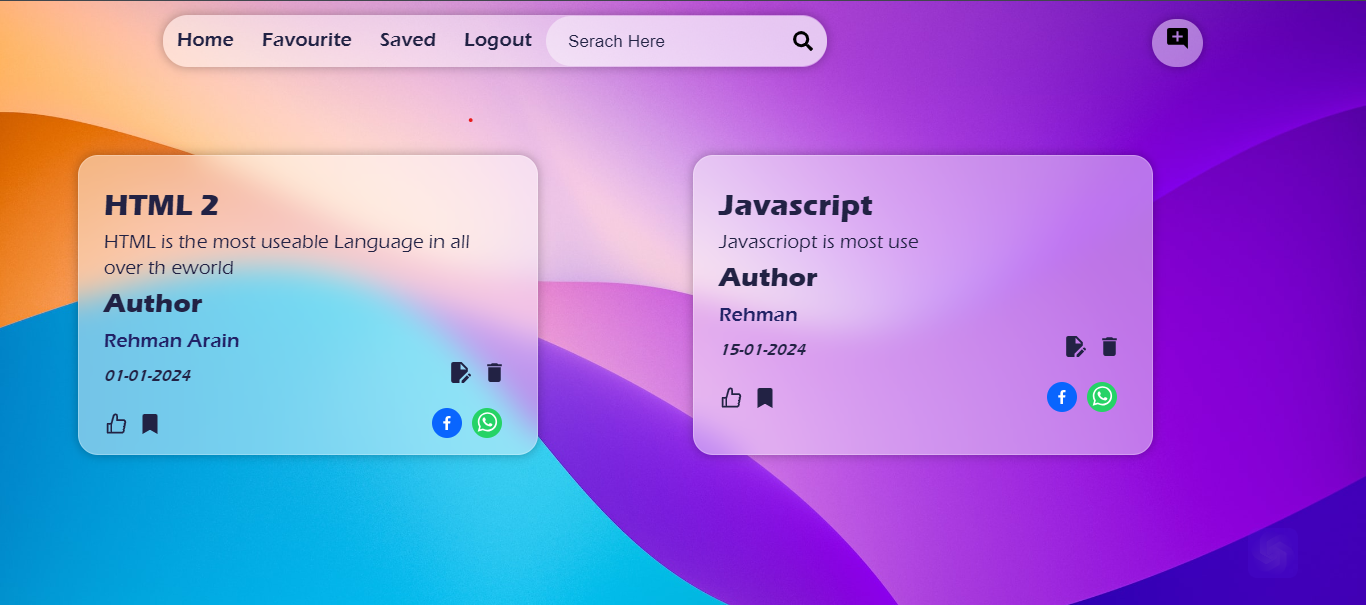 Home Favourite Saved Logout Serach Here
HTML 2
HTML is the most useable Language in all
over th eworld
Author
Rehman Arain
01-01-2024
Javascript
Javascriopt is most use
Author
Rehman
15-01-2024